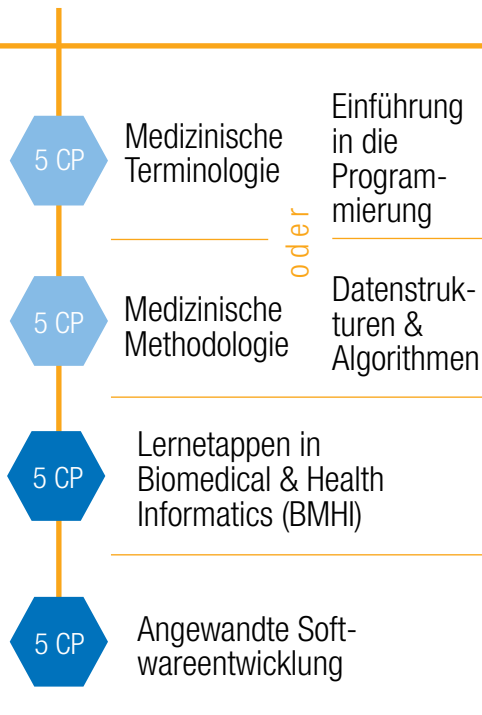 5 CP
Medizinische
Terminologie
oder
Einführung
in die
Program-
mierung
5 CP
Medizinische
Methodologie
Datenstruk-
turen &
Algorithmen
5 CP
Lernetappen in
Biomedical & Health
Informatics (BMHI)
5 CP
Angewandte Soft-
wareentwicklung